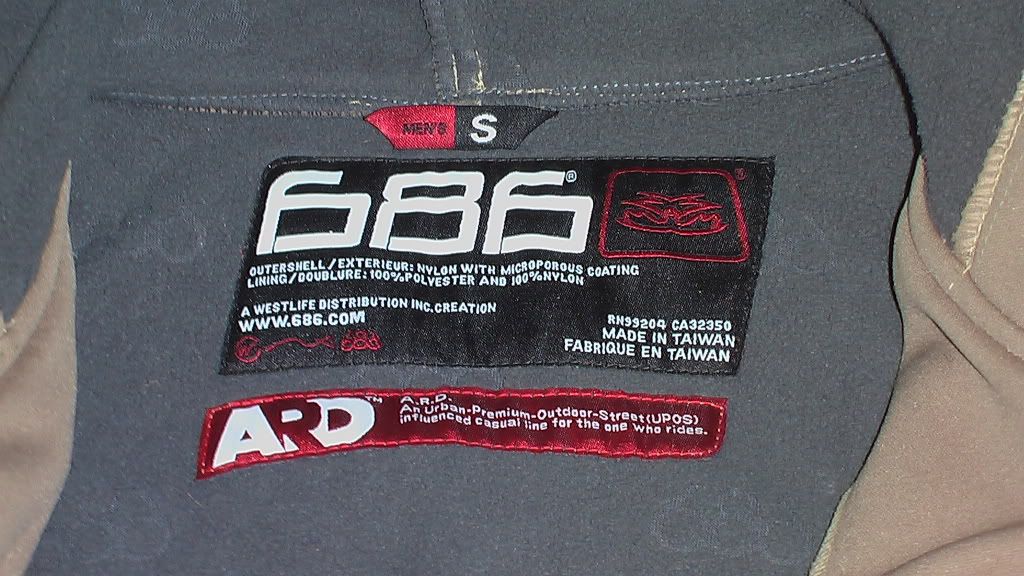 MEN'S S
686®
OUTERSHELL/EXTERIEUR: NYLON WITH MICROPOROUS COATING
LINING/DOUBLURE: 100%POLYESTER AND 100%NYLON
A WESTLIFE DISTRIBUTION INC.CREATION
WWW.686.COM
686
RN99204 CA32350
MADE IN TAIWAN
FABRIQUE EN TAIWAN
ARD™
A.R.D.
An Urban-Premium-Outdoor-Street(UPOS)
influenced casual line for the one who rides.